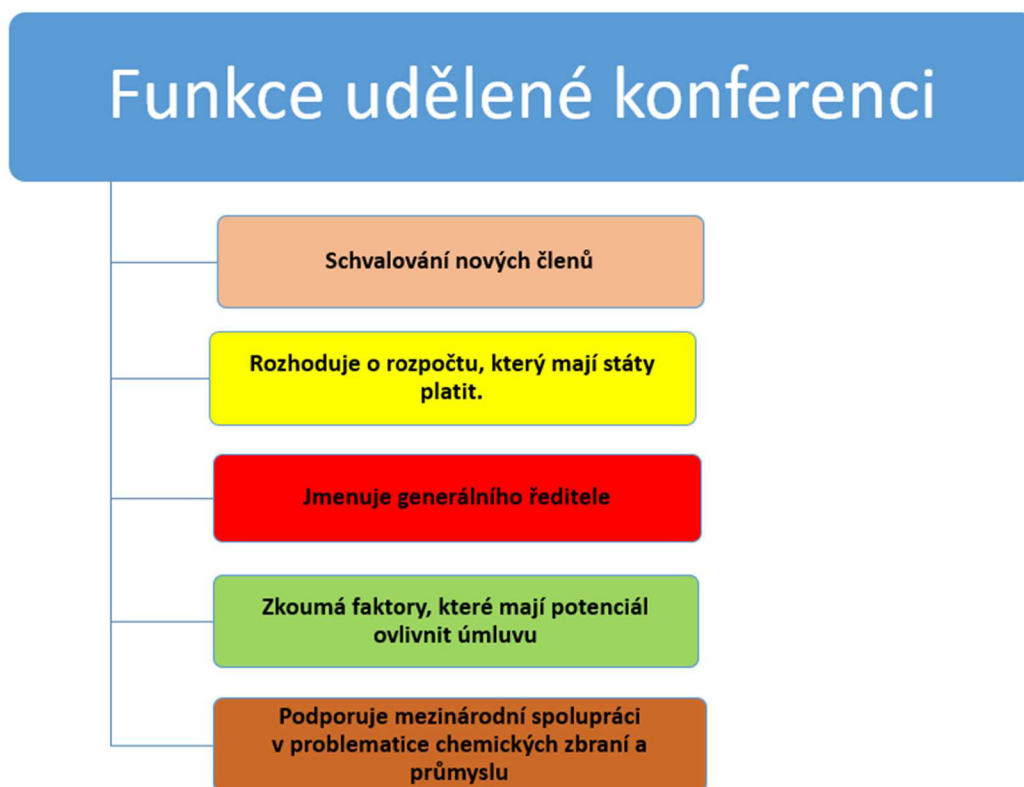 Funkce udělené konferenci
Schvalování nových členů
Rozhoduje o rozpočtu, který mají státy
platit.
Jmenuje generálního ředitele
Zkoumá faktory, které mají potenciál
ovlivnit úmluvu
Podporuje mezinárodní spolupráci
v problematice chemických zbraní a
průmyslu